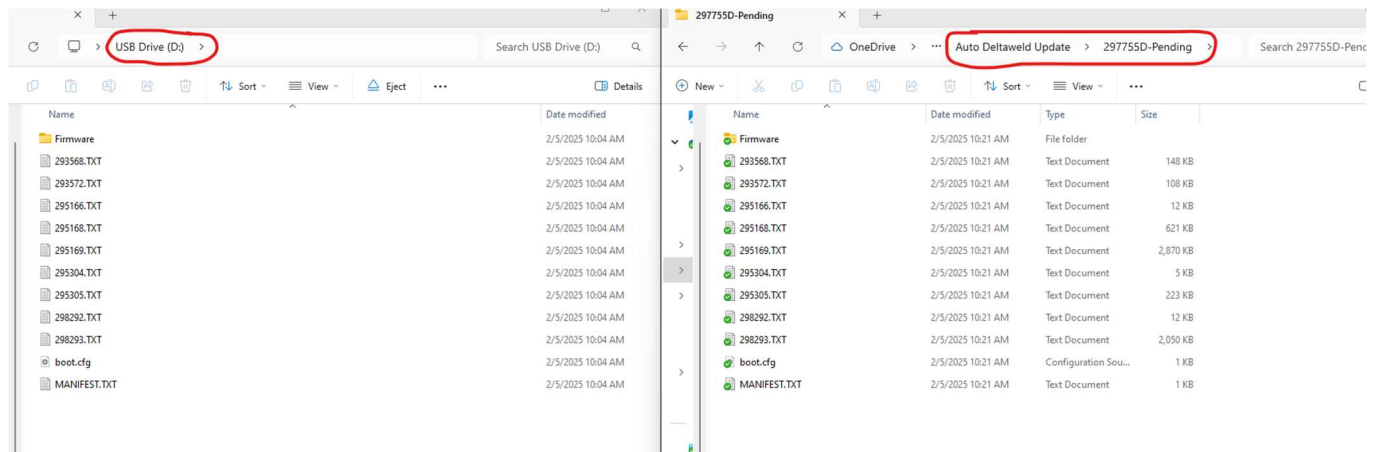 297755D-Pending
USB Drive (D:)
Search USB Drive (D:)
OneDrive
Auto Deltaweld Update
297755D-Pending
Sort
View
Eject
Details
New
Sort
View
Name
Date modified
Firmware
2/5/2025 10:04 AM
293568.TXT
2/5/2025 10:04 AM
293572.TXT
2/5/2025 10:04 AM
295166.TXT
2/5/2025 10:04 AM
295168.TXT
2/5/2025 10:04 AM
295169.TXT
2/5/2025 10:04 AM
295304.TXT
2/5/2025 10:04 AM
295305.TXT
2/5/2025 10:04 AM
298292.TXT
2/5/2025 10:04 AM
298293.TXT
2/5/2025 10:04 AM
boot.cfg
2/5/2025 10:04 AM
MANIFEST.TXT
2/5/2025 10:04 AM
Name
Date modified
Type
Size
Firmware
2/5/2025 10:21 AM
File folder
293568.TXT
2/5/2025 10:21 AM
Text Document
148 KB
293572.TXT
2/5/2025 10:21 AM
Text Document
108 KB
295166.TXT
2/5/2025 10:21 AM
Text Document
12 KB
295168.TXT
2/5/2025 10:21 AM
Text Document
621 KB
295169.TXT
2/5/2025 10:21 AM
Text Document
2,870 KB
295304.TXT
2/5/2025 10:21 AM
Text Document
5 KB
295305.TXT
2/5/2025 10:21 AM
Text Document
223 KB
298292.TXT
2/5/2025 10:21 AM
Text Document
12 KB
298293.TXT
2/5/2025 10:21 AM
Text Document
2,050 KB
boot.cfg
2/5/2025 10:21 AM
Configuration Sou...
1 KB
MANIFEST.TXT
2/5/2025 10:21 AM
Text Document
1 KB